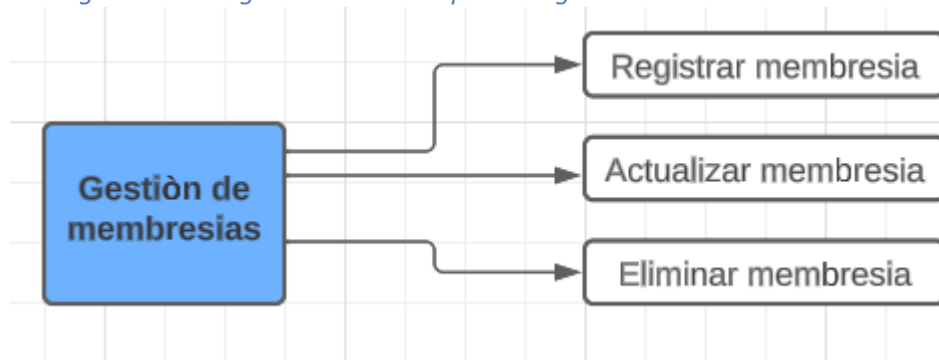 Registrar membresia
Gestiòn de
membresias
Actualizar membresia
Eliminar membresia